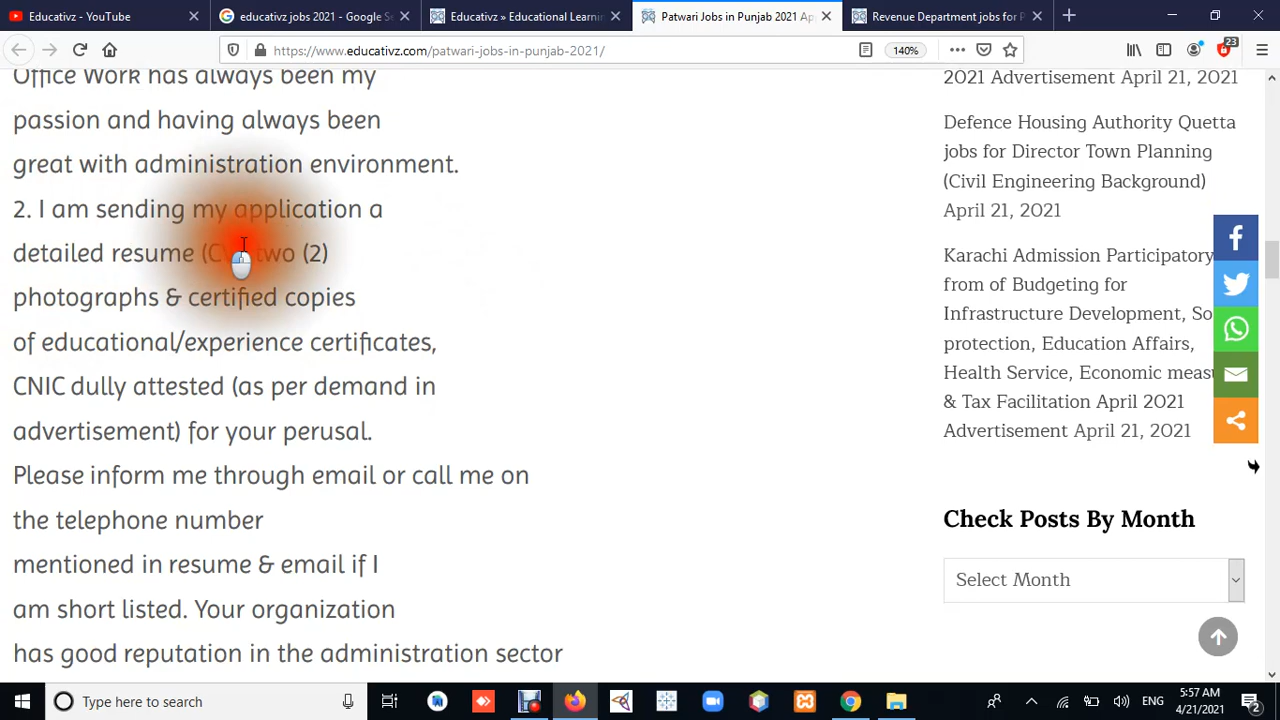 Educativz - YouTube
educativz jobs 2021 - Google S
Educativz » Educational Learni
Patwari Jobs in Punjab 2021 Ap
Revenue Department jobs for P
https://www.educativz.com/patwari-jobs-in-punjab-2021/
140%
23
Office Work has always been my
passion and having always been
great with administration environment.
2. I am sending my application a
detailed resume (CV two (2)
photographs & certified copies
of educational/experience certificates,
CNIC dully attested (as per demand in
advertisement) for your perusal.
Please inform me through email or call me on
the telephone number
mentioned in resume & email if I
am short listed. Your organization
has good reputation in the administration sector
2021 Advertisement April 21, 2021
Defence Housing Authority Quetta
jobs for Director Town Planning
(Civil Engineering Background)
April 21, 2021
Karachi Admission Participatory
from of Budgeting for
Infrastructure Development, So
protection, Education Affairs,
Health Service, Economic measu
& Tax Facilitation April 2021
Advertisement April 21, 2021
Check Posts By Month
Select Month
Type here to search
ENG
5:57 AM
4/21/2021
2